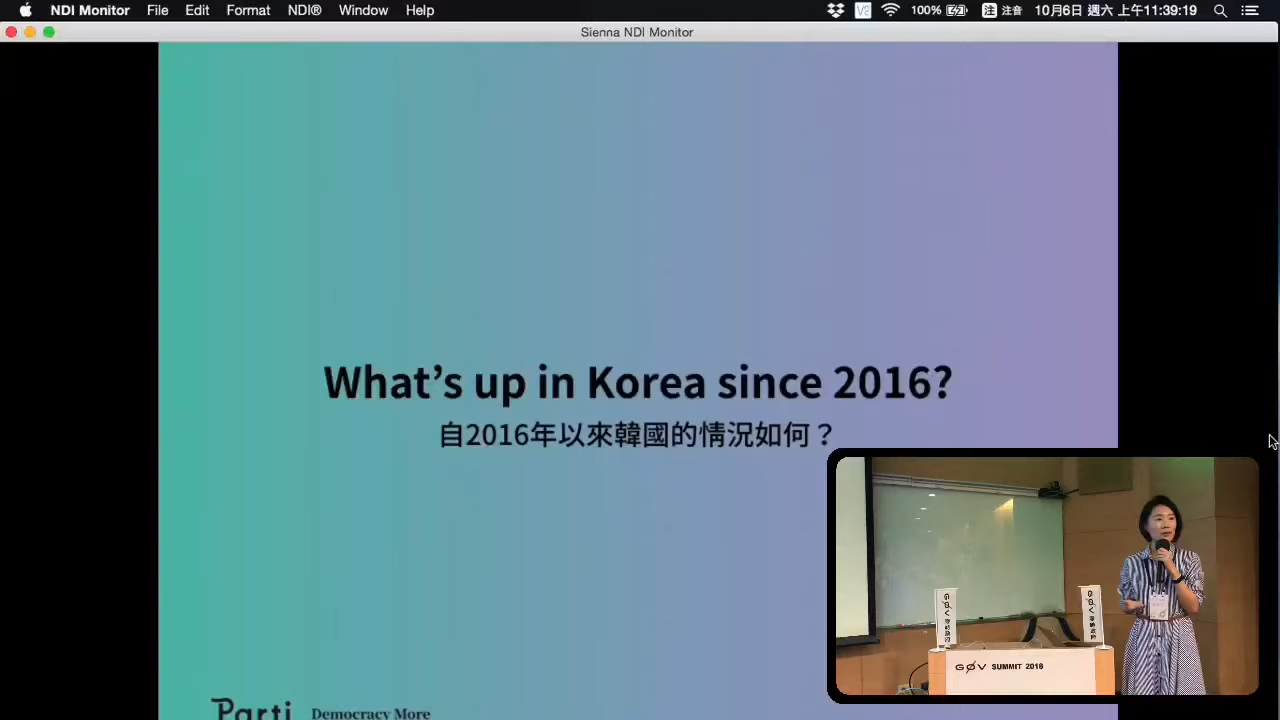 NDI Monitor File Edit Format NDI® Window Help 100% 注 注音 10月6日 週六 上午11:39:19
Sienna NDI Monitor
What's up in Korea since 2016?
自2016年以來韓國的情況如何？
Parti Democracy More
GØV SUMMIT 2018